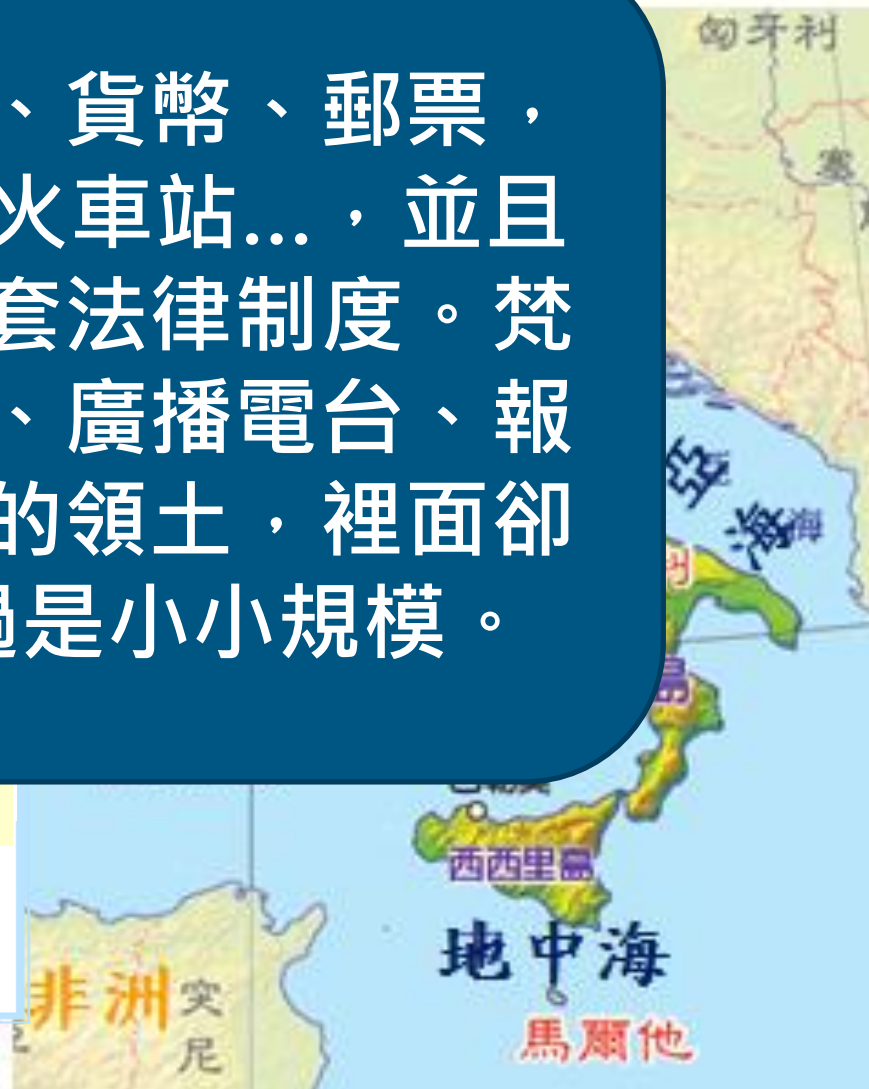 匈牙利
塞
、貨幣、郵票，
火車站...，並且
套法律制度。梵
、廣播電台、報
的領土，裡面卻
過是小小規模。
亞
海
海
島
西西里島
地中海
非洲
突
尼
馬爾他